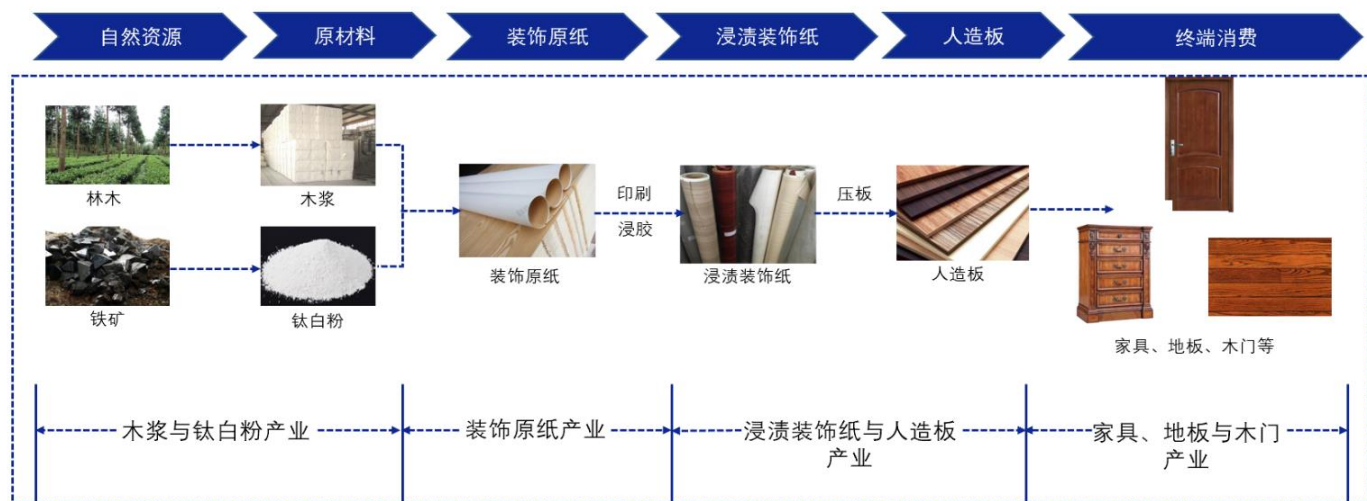 自然资源
原材料
装饰原纸
浸渍装饰纸
人造板
终端消费
林木
木浆
铁矿
钛白粉
装饰原纸
印刷
浸胶
浸渍装饰纸
压板
人造板
家具、地板、木门等
木浆与钛白粉产业
装饰原纸产业
浸渍装饰纸与人造板
产业
家具、地板与木门
产业